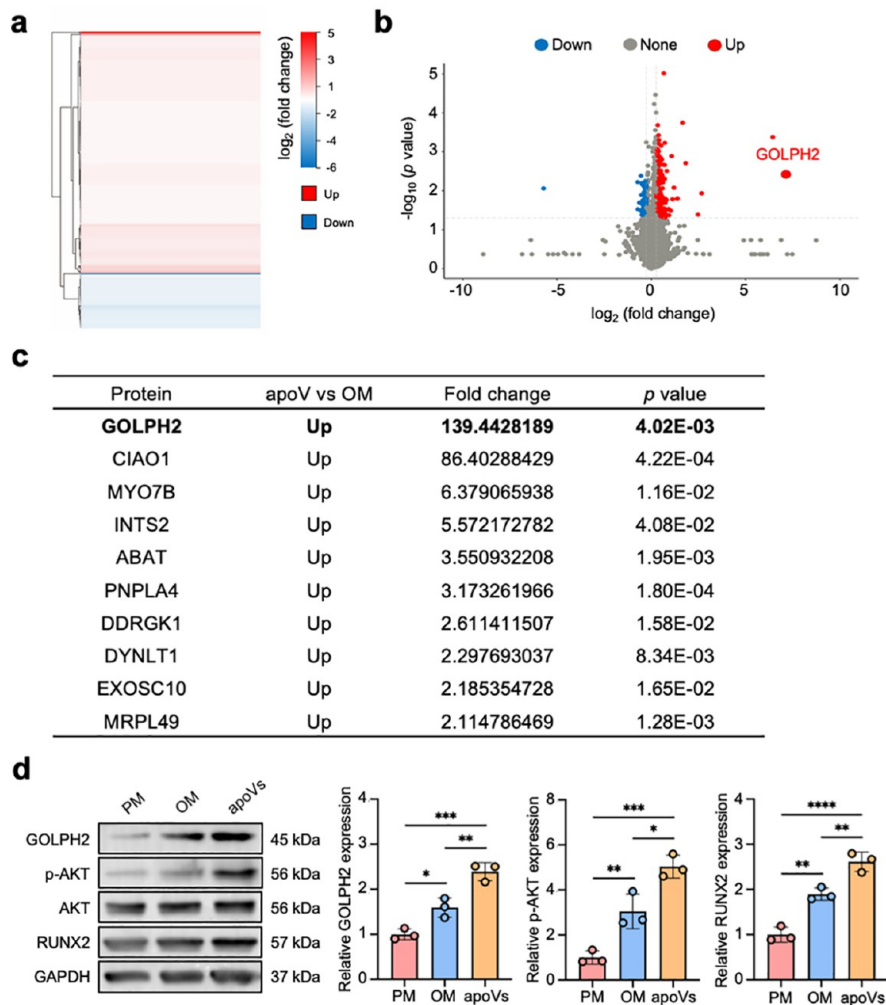 a
5
3
1
-2
-4
-6
log2 (fold change)
Up
Down
b
Down None Up
5
4
3
2
1
0
-log10 (p value)
GOLPH2
-10 -5 0 5 10
log2 (fold change)
c
Protein apoV vs OM Fold change p value
GOLPH2 Up 139.4428189 4.02E-03
CIAO1 Up 86.40288429 4.22E-04
MYO7B Up 6.379065938 1.16E-02
INTS2 Up 5.572172782 4.08E-02
ABAT Up 3.550932208 1.95E-03
PNPLA4 Up 3.173261966 1.80E-04
DDRGK1 Up 2.611411507 1.58E-02
DYNLT1 Up 2.297693037 8.34E-03
EXOSC10 Up 2.185354728 1.65E-02
MRPL49 Up 2.114786469 1.28E-03
d
PM OM apoVs
GOLPH2 45 kDa
p-AKT 56 kDa
AKT 56 kDa
RUNX2 57 kDa
GAPDH 37 kDa
Relative GOLPH2 expression
4
3
2
1
0
***
**
*
PM OM apoVs
Relative p-AKT expression
8
6
4
2
0
***
*
**
PM OM apoVs
Relative RUNX2 expression
4
3
2
1
0
****
**
**
PM OM apoVs